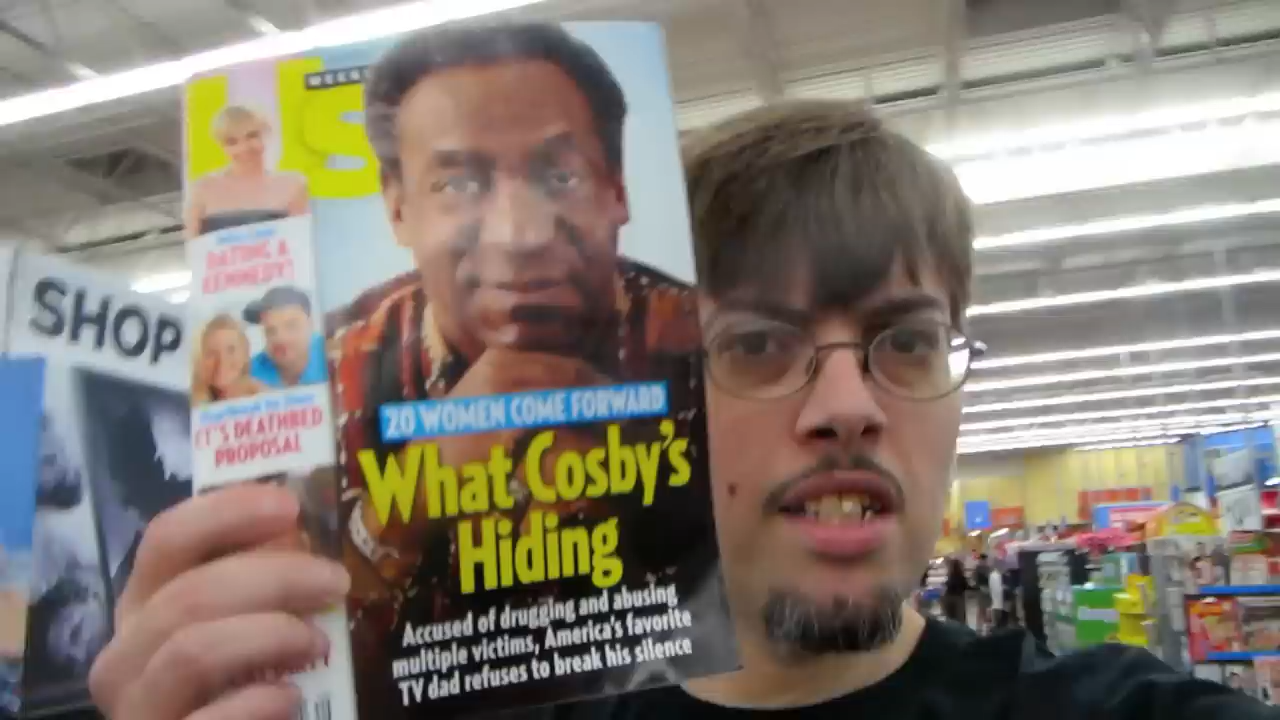 Us
WEEKLY
SHOP
DATING A
KENNEDY!
'S DEATHBED
PROPOSAL
20 WOMEN COME FORWARD
What Cosby's
Hiding
Accused of drugging and abusing
multiple victims, America's favorite
TV dad refuses to break his silence